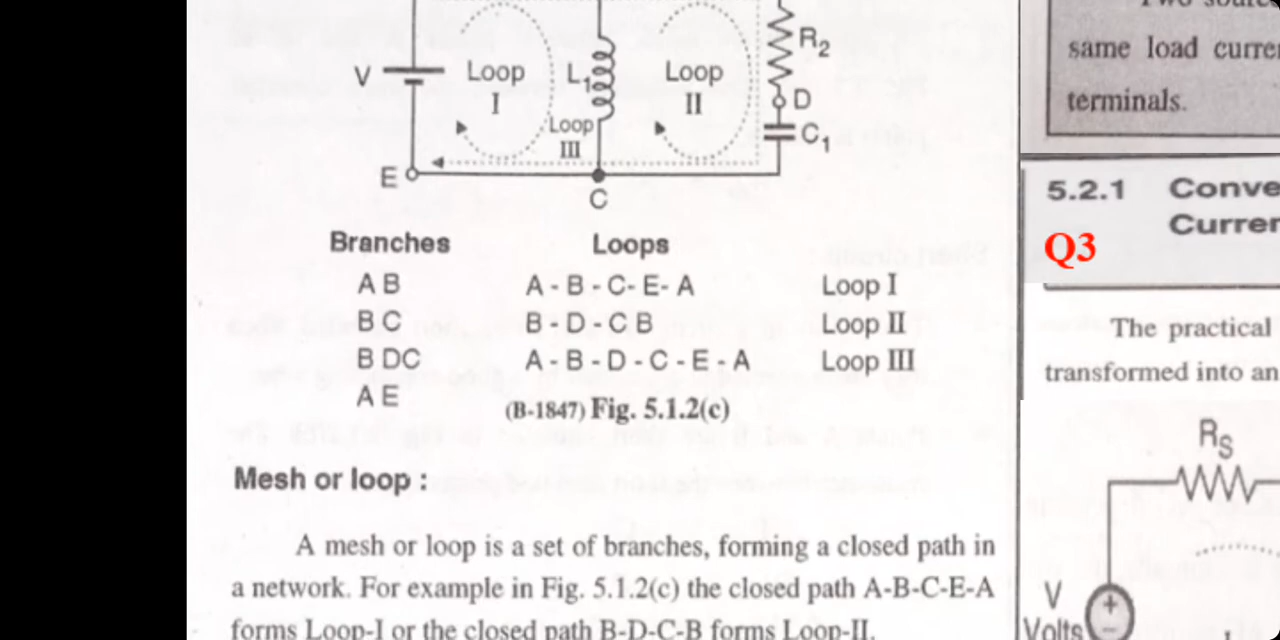 V
Loop
I
L1
Loop
II
R2
D
C1
Loop
III
E
C
Branches Loops
A B A - B - C- E- A Loop I
B C B - D - C B Loop II
B DC A - B - D - C - E - A Loop III
A E
(B-1847) Fig. 5.1.2(c)
Mesh or loop :
A mesh or loop is a set of branches, forming a closed path in
a network. For example in Fig. 5.1.2(c) the closed path A-B-C-E-A
forms Loop-I or the closed path B-D-C-B forms Loop-II.
same load curre
terminals.
5.2.1 Conve
Curre
Q3
The practical
transformed into an
RS
V
Volts
+